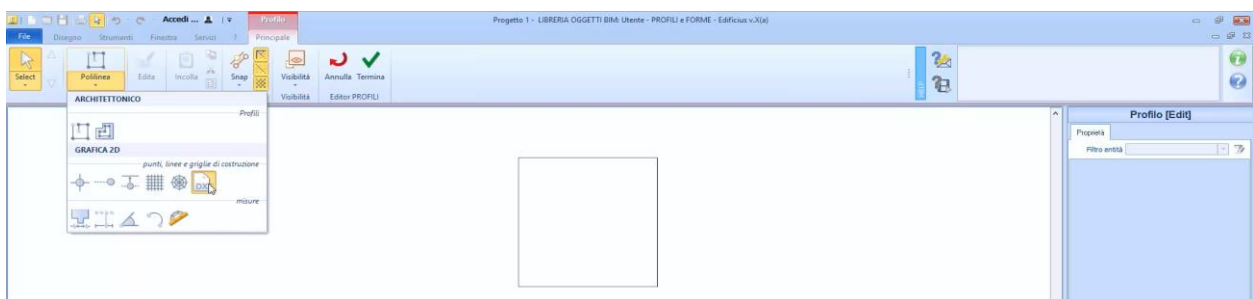 Accedi ... Profilo Progetto 1 - LIBRERIA OGGETTI BIM: Utente - PROFILI e FORME - Edificius v.X(a)
File Disegno Strumenti Finestra Servizi ? Principale
Select Polilinea Edita Incolla Snap Visibilità Annulla Termina
HELP
Visibilità Editor PROFILI
ARCHITETTONICO
Profili
GRAFICA 2D
punti, linee e griglie di costruzione
DXF
misure
Profilo [Edit]
Proprietà
Filtro entità